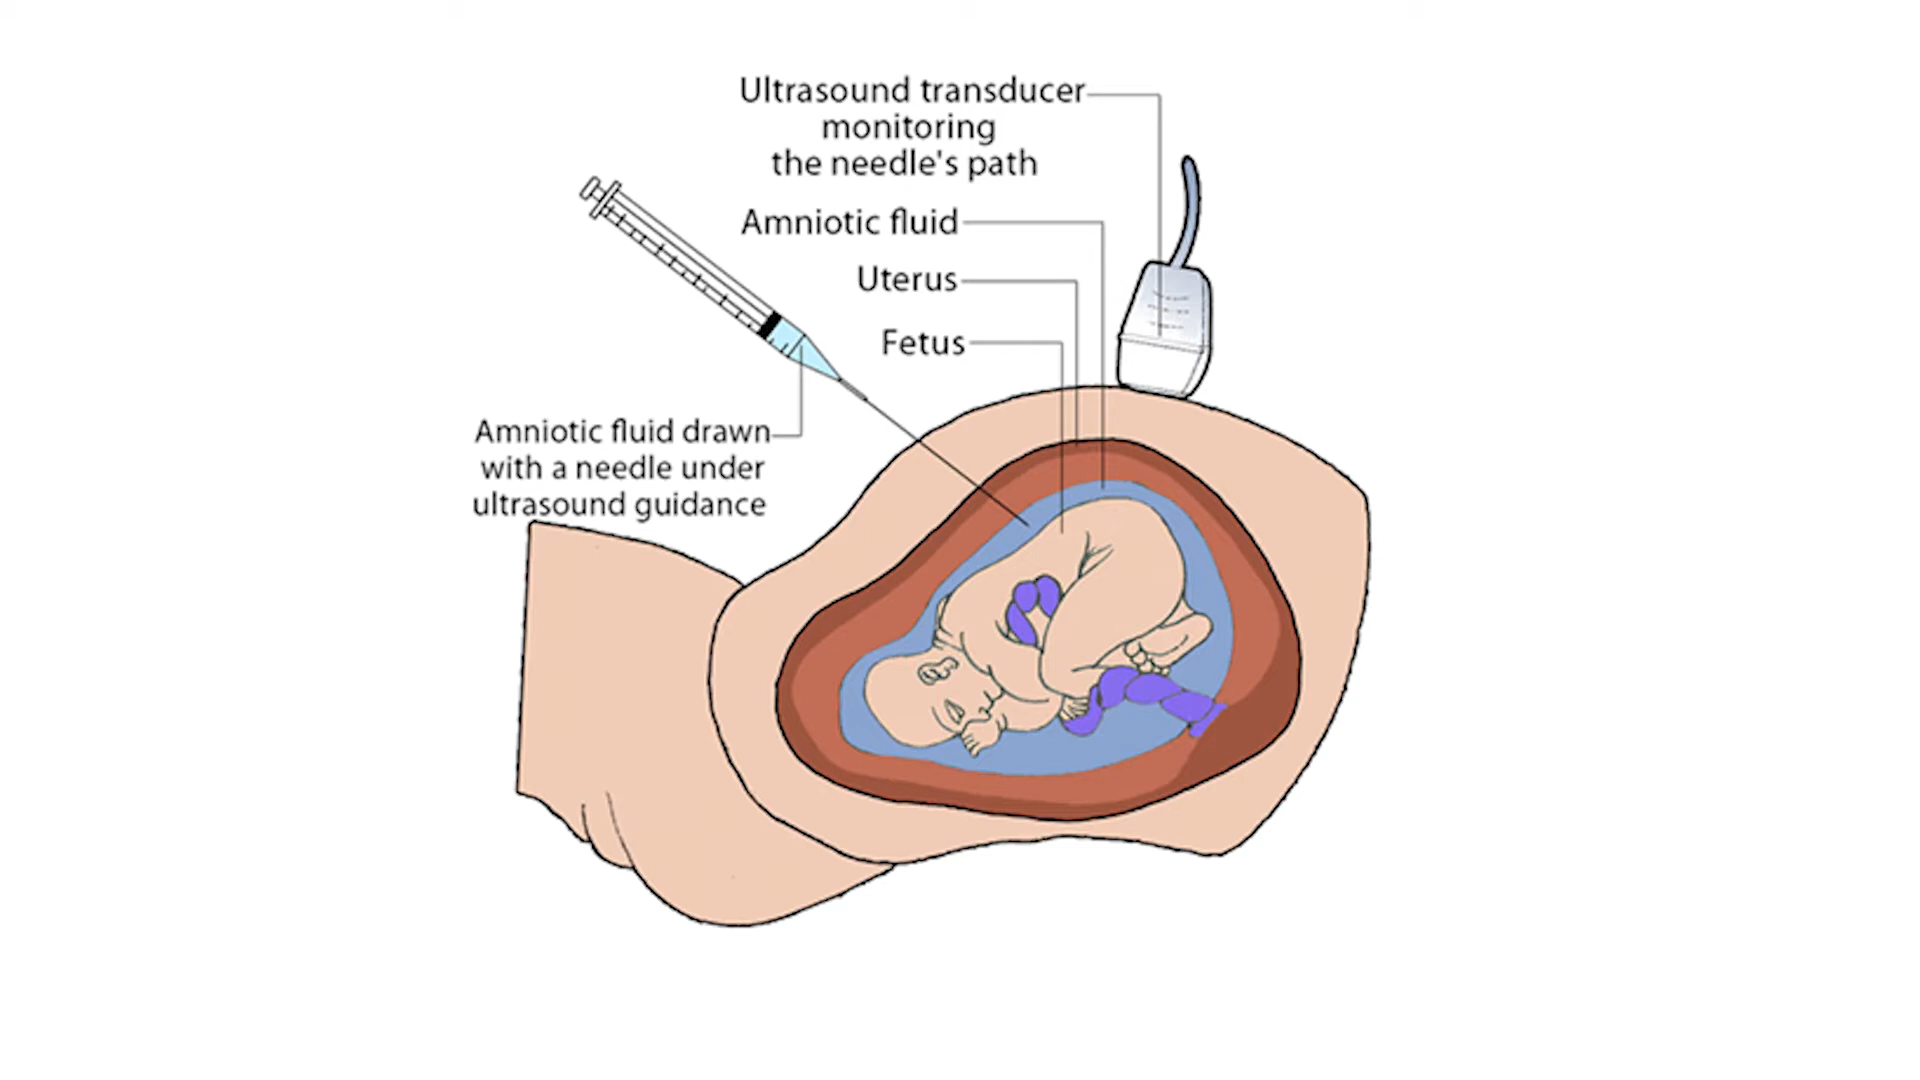 Ultrasound transducer
monitoring
the needle's path
Amniotic fluid
Uterus
Fetus
Amniotic fluid drawn
with a needle under
ultrasound guidance